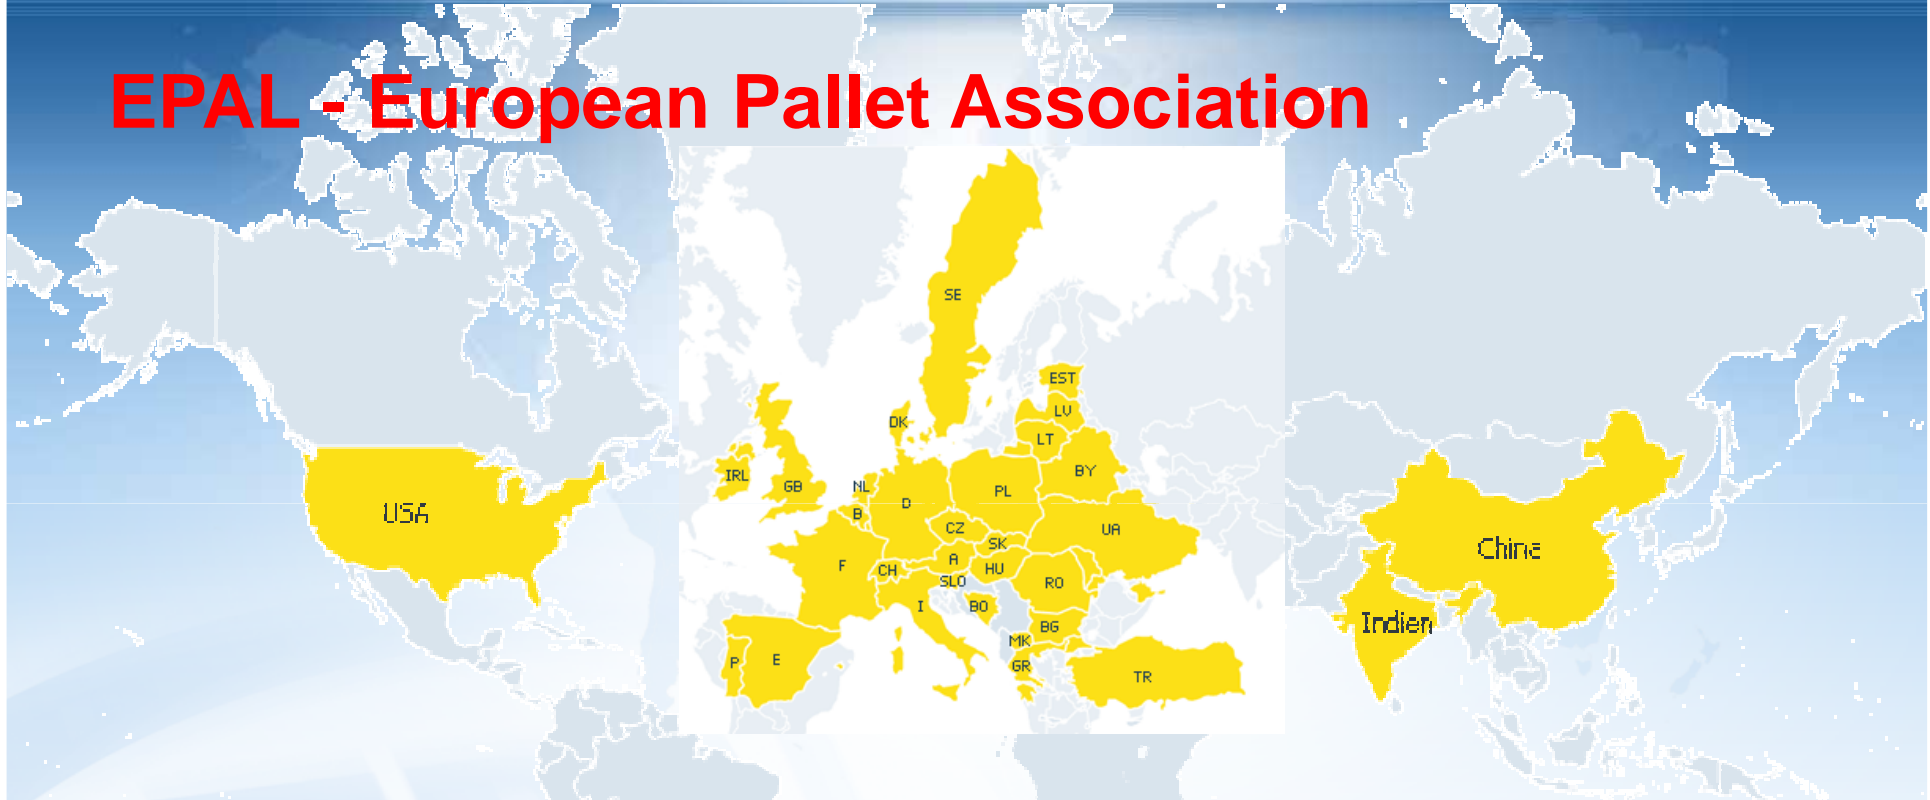 EPAL - European Pallet Association
SE
EST
LV
DK
LT
BY
IRL
GB
NL
D
PL
B
USA
CZ
UA
SK
China
A
F
CH
HU
SLO
RO
I
BO
Indien
BG
MK
P
E
GR
TR